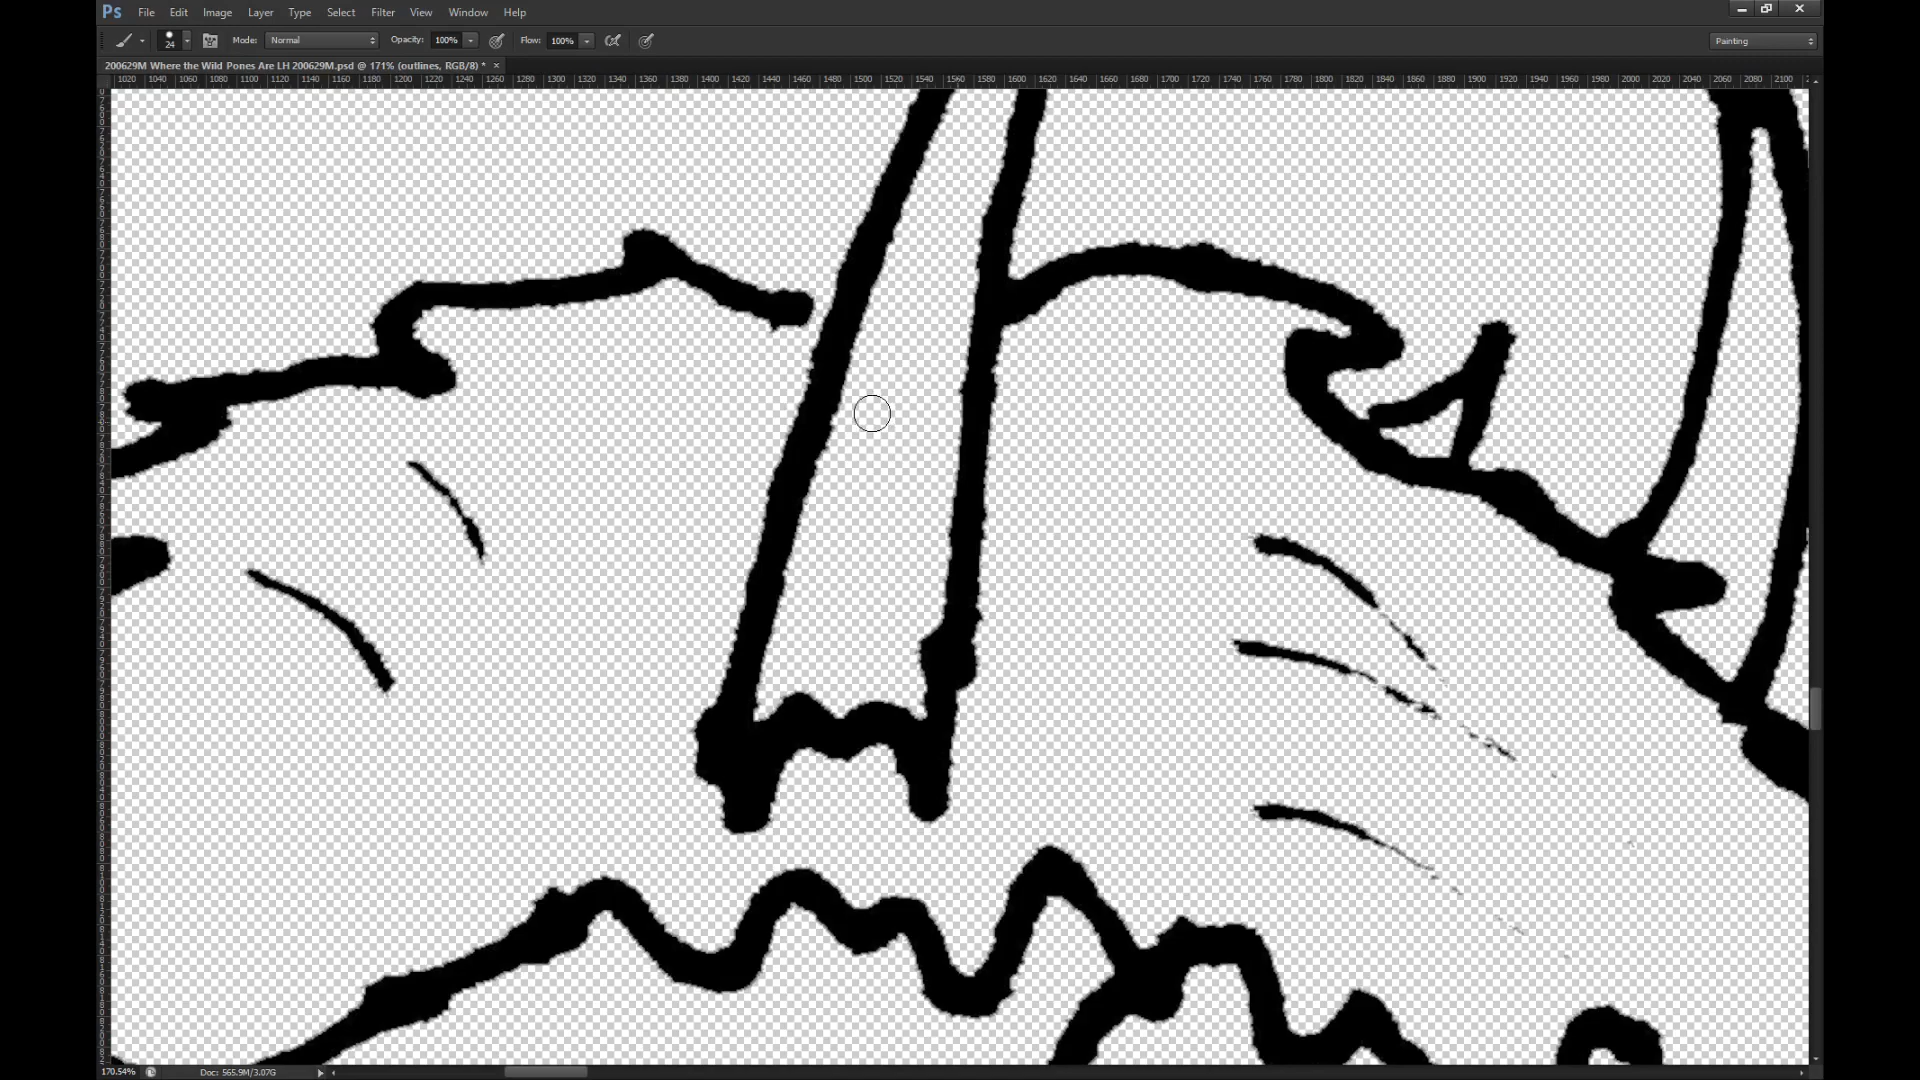 Ps File Edit Image Layer Type Select Filter View Window Help
24 Mode: Normal Opacity: 100% Flow: 100% Painting
200629M Where the Wild Pones Are LH 200629M.psd @ 171% (outlines, RGB/8) * ×
1020 1040 1060 1080 1100 1120 1140 1160 1180 1200 1220 1240 1260 1280 1300 1320 1340 1360 1380 1400 1420 1440 1460 1480 1500 1520 1540 1560 1580 1600 1620 1640 1660 1680 1700 1720 1740 1760 1780 1800 1820 1840 1860 1880 1900 1920 1940 1960 1980 2000 2020 2040 2060 2080 2100
170.54% Doc: 565.9M/3.07G